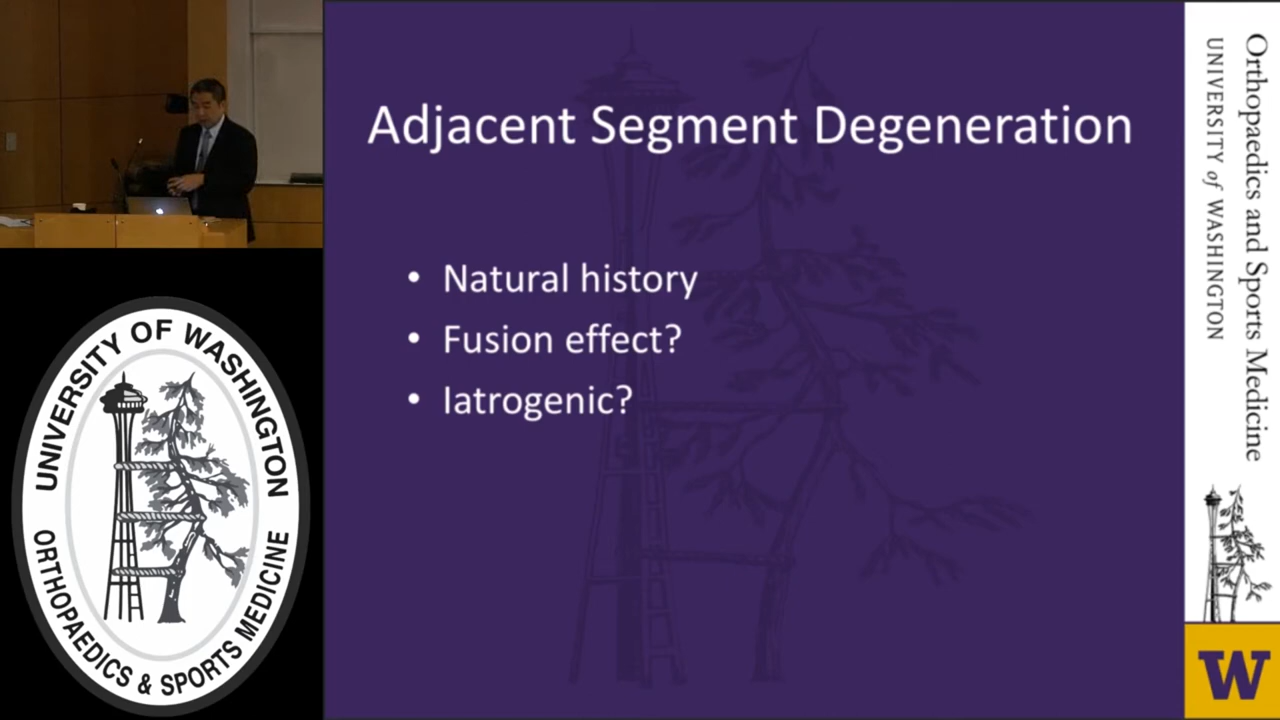 Adjacent Segment Degeneration
• Natural history
• Fusion effect?
• Iatrogenic?
UNIVERSITY OF WASHINGTON
ORTHOPAEDICS & SPORTS MEDICINE
Orthopaedics and Sports Medicine
UNIVERSITY of WASHINGTON
W